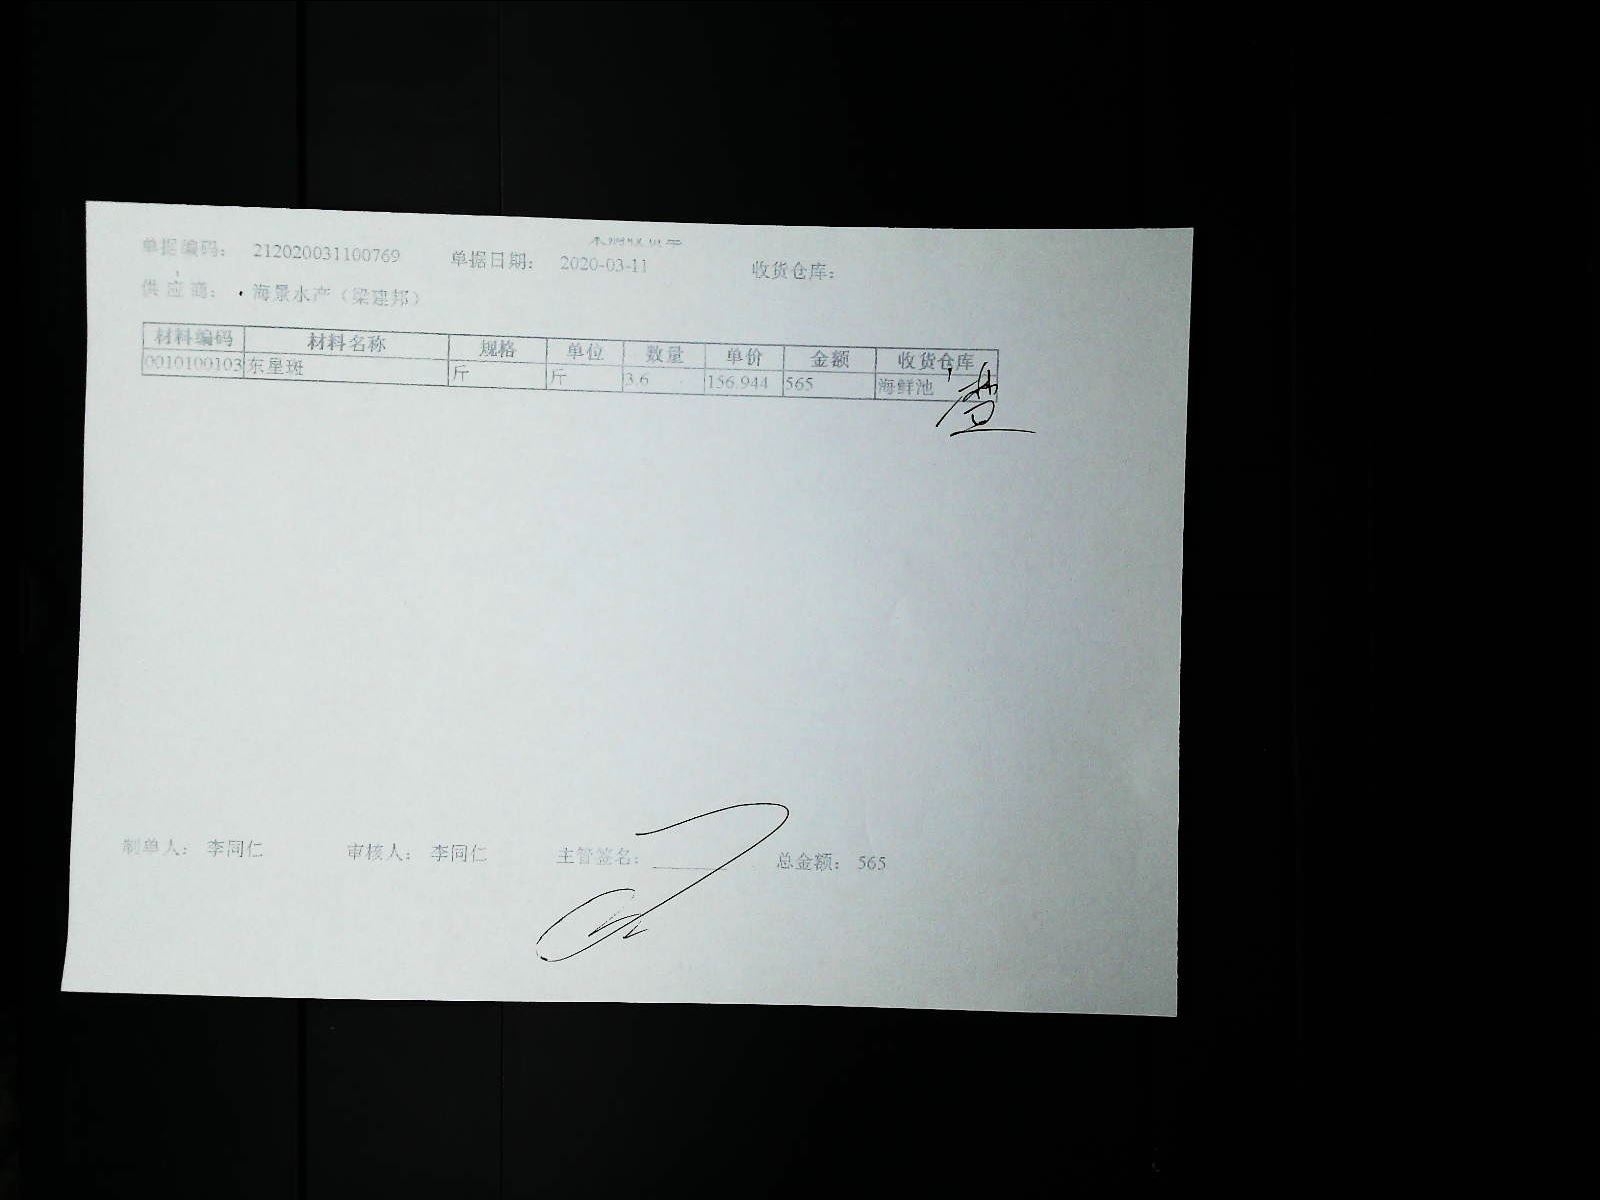 单据编码： 212020031100769 单据日期： 2020-03-11 收货仓库：
供应商： 海景水产（梁建邦）
材料编码 材料名称 规格 单位 数量 单价 金额 收货仓库
0010100103 东星斑 斤 斤 3.6 156.944 565 海鲜池
制单人： 李同仁 审核人： 李同仁 主管签名： 总金额： 565